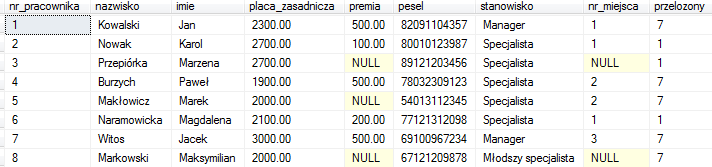 nr_pracownika nazwisko imie placa_zasadnicza premia pesel stanowisko nr_miejsca przelozony
1 Kowalski Jan 2300.00 500.00 82091104357 Manager 1 7
2 Nowak Karol 2700.00 100.00 80010123987 Specjalista 1 1
3 Przepiórka Marzena 2700.00 NULL 89121203456 Specjalista NULL 1
4 Burzych Paweł 1900.00 500.00 78032309123 Specjalista 2 7
5 Makłowicz Marek 2000.00 NULL 54013112345 Specjalista 2 7
6 Naramowicka Magdalena 2100.00 200.00 77121312098 Specjalista 1 1
7 Witos Jacek 3000.00 500.00 69100967234 Manager 3 7
8 Markowski Maksymilian 2000.00 NULL 67121209878 Młodszy specjalista NULL 7